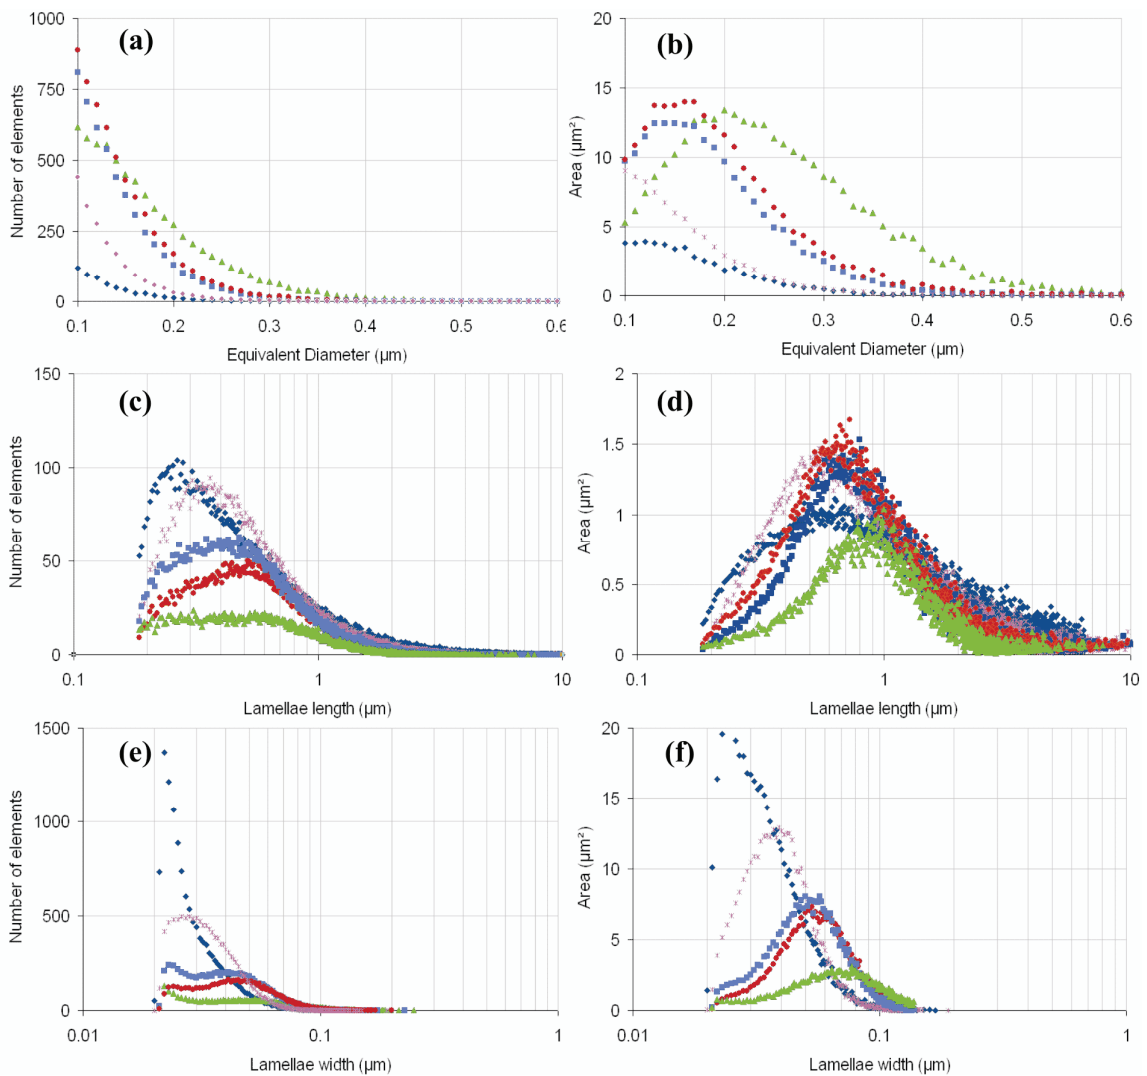 (a)
1000
750
500
250
0
Number of elements
0.1 0.2 0.3 0.4 0.5 0.6
Equivalent Diameter (µm)
(b)
20
15
10
5
0
Area (µm²)
0.1 0.2 0.3 0.4 0.5 0.6
Equivalent Diameter (µm)
(c)
150
100
50
0
Number of elements
0.1 1 10
Lamellae length (µm)
(d)
2
1.5
1
0.5
0
Area (µm²)
0.1 1 10
Lamellae length (µm)
(e)
1500
1000
500
0
Number of elements
0.01 0.1 1
Lamellae width (µm)
(f)
20
15
10
5
0
Area (µm²)
0.01 0.1 1
Lamellae width (µm)